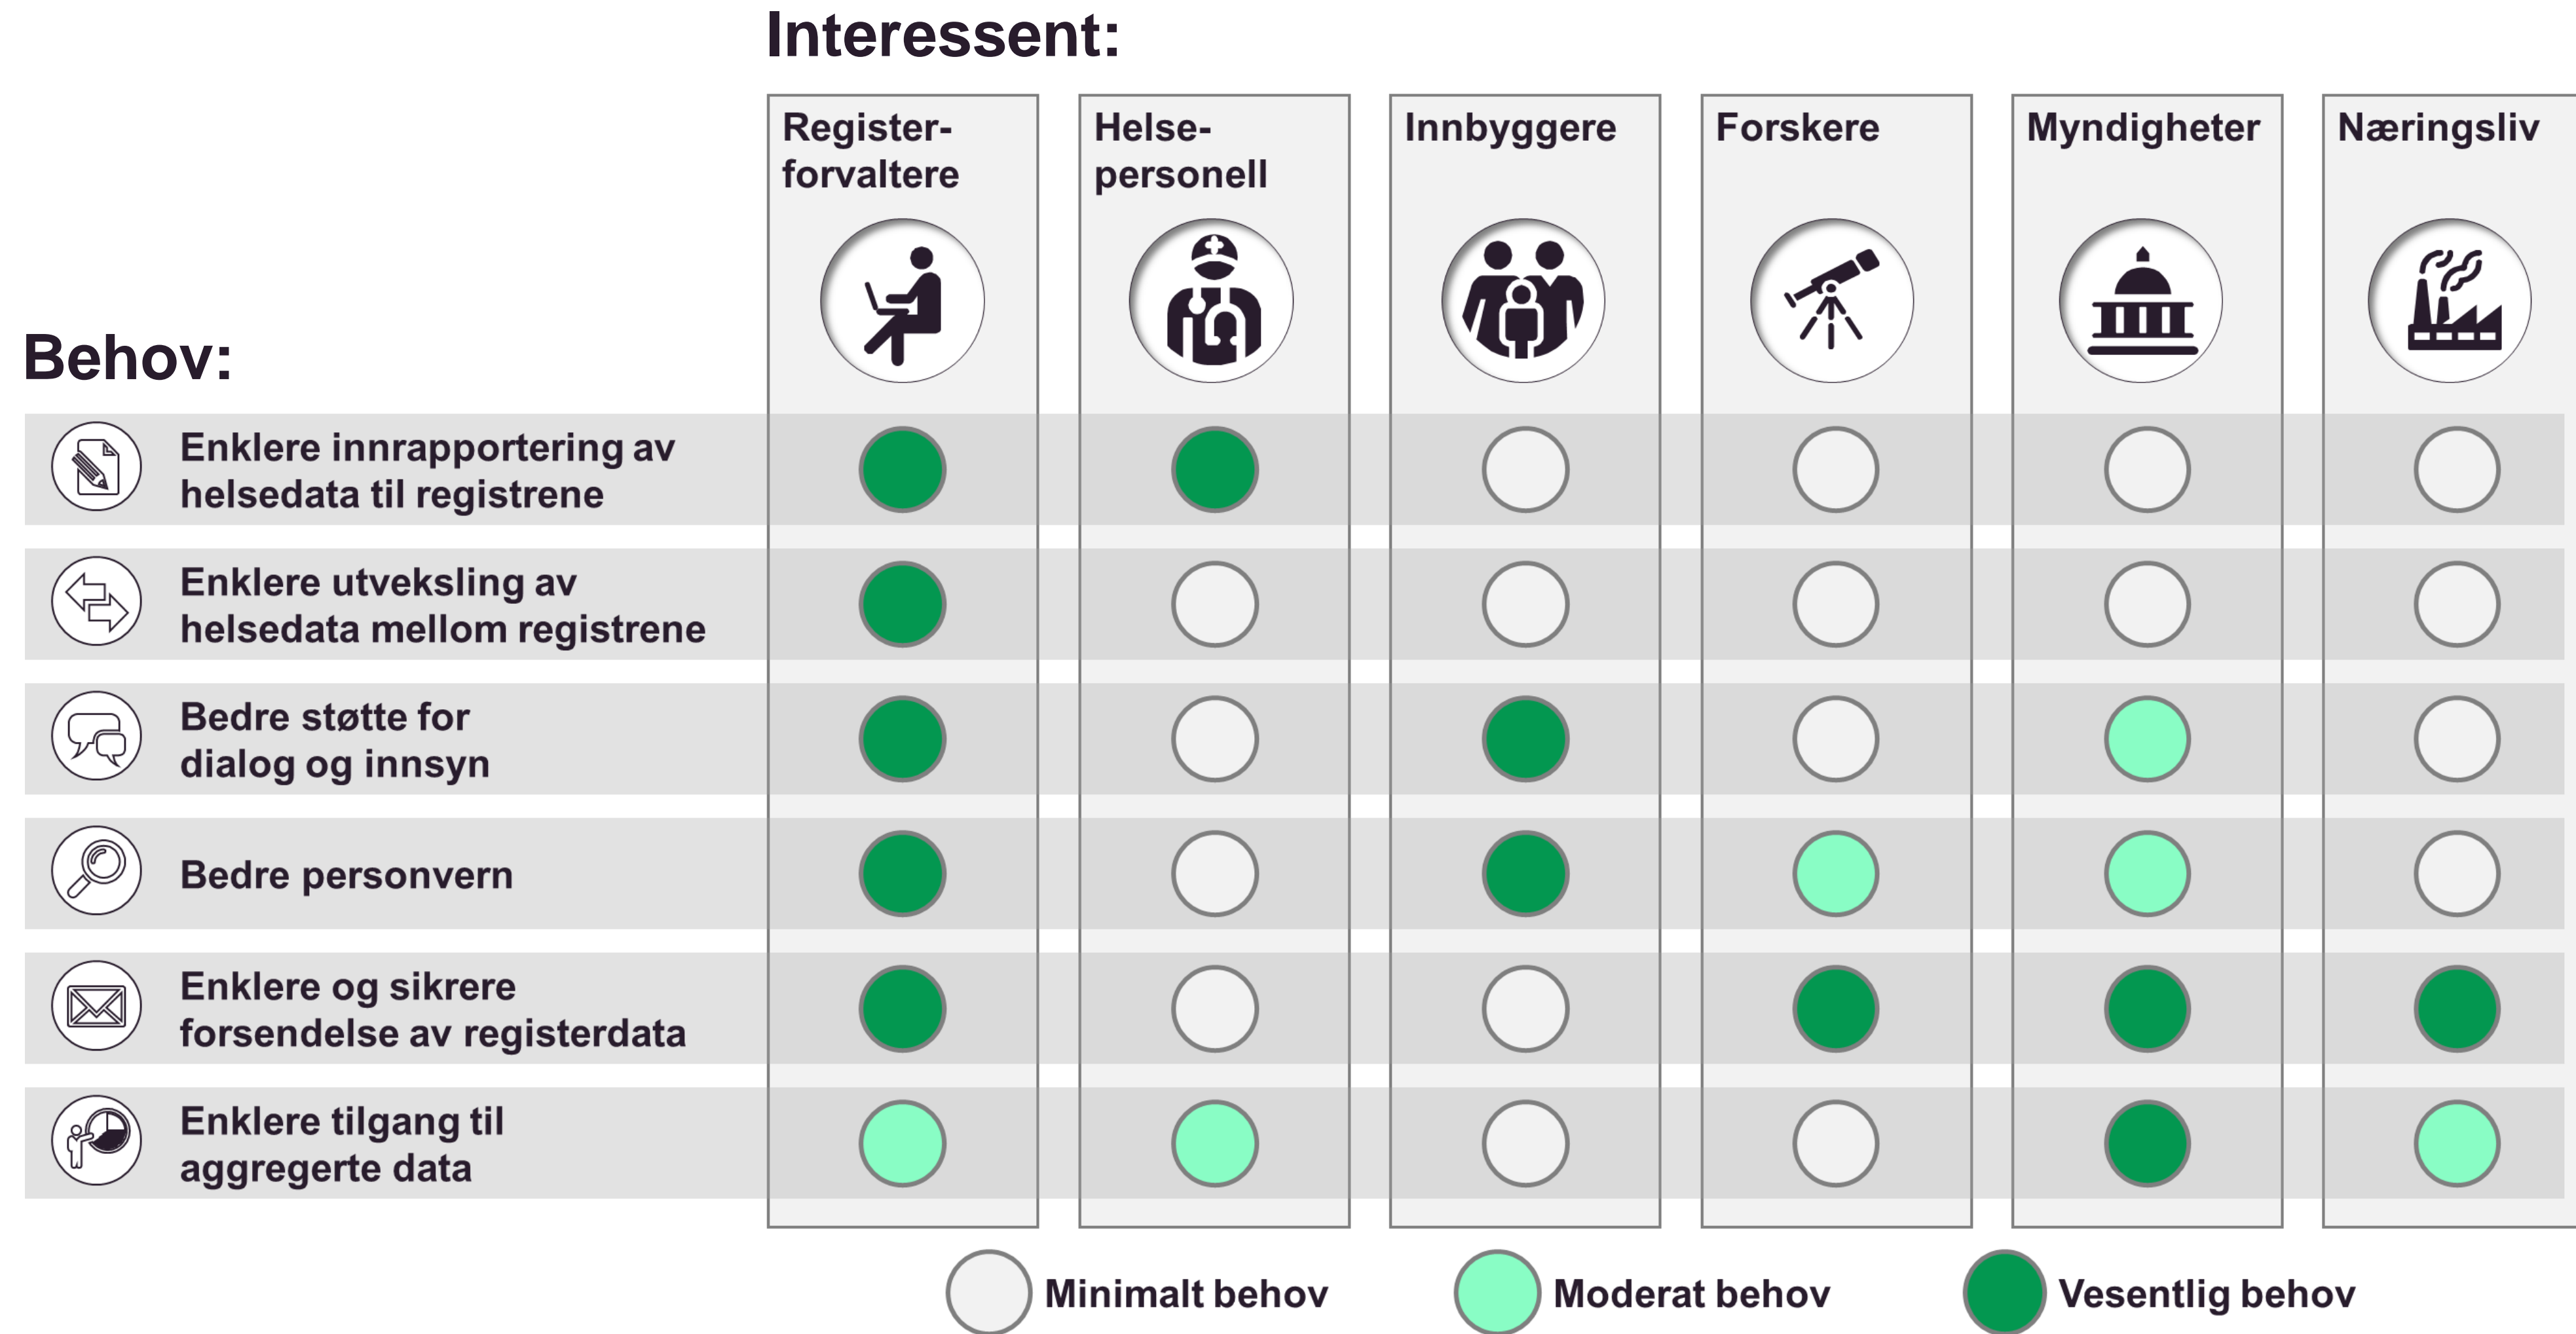 Interessent:
Register-
forvaltere
Helse-
personell
Innbyggere
Forskere
Myndigheter
Næringsliv
Behov:
Enklere innrapportering av
helsedata til registrene
Enklere utveksling av
helsedata mellom registrene
Bedre støtte for
dialog og innsyn
Bedre personvern
Enklere og sikrere
forsendelse av registerdata
Enklere tilgang til
aggregerte data
Minimalt behov
Moderat behov
Vesentlig behov